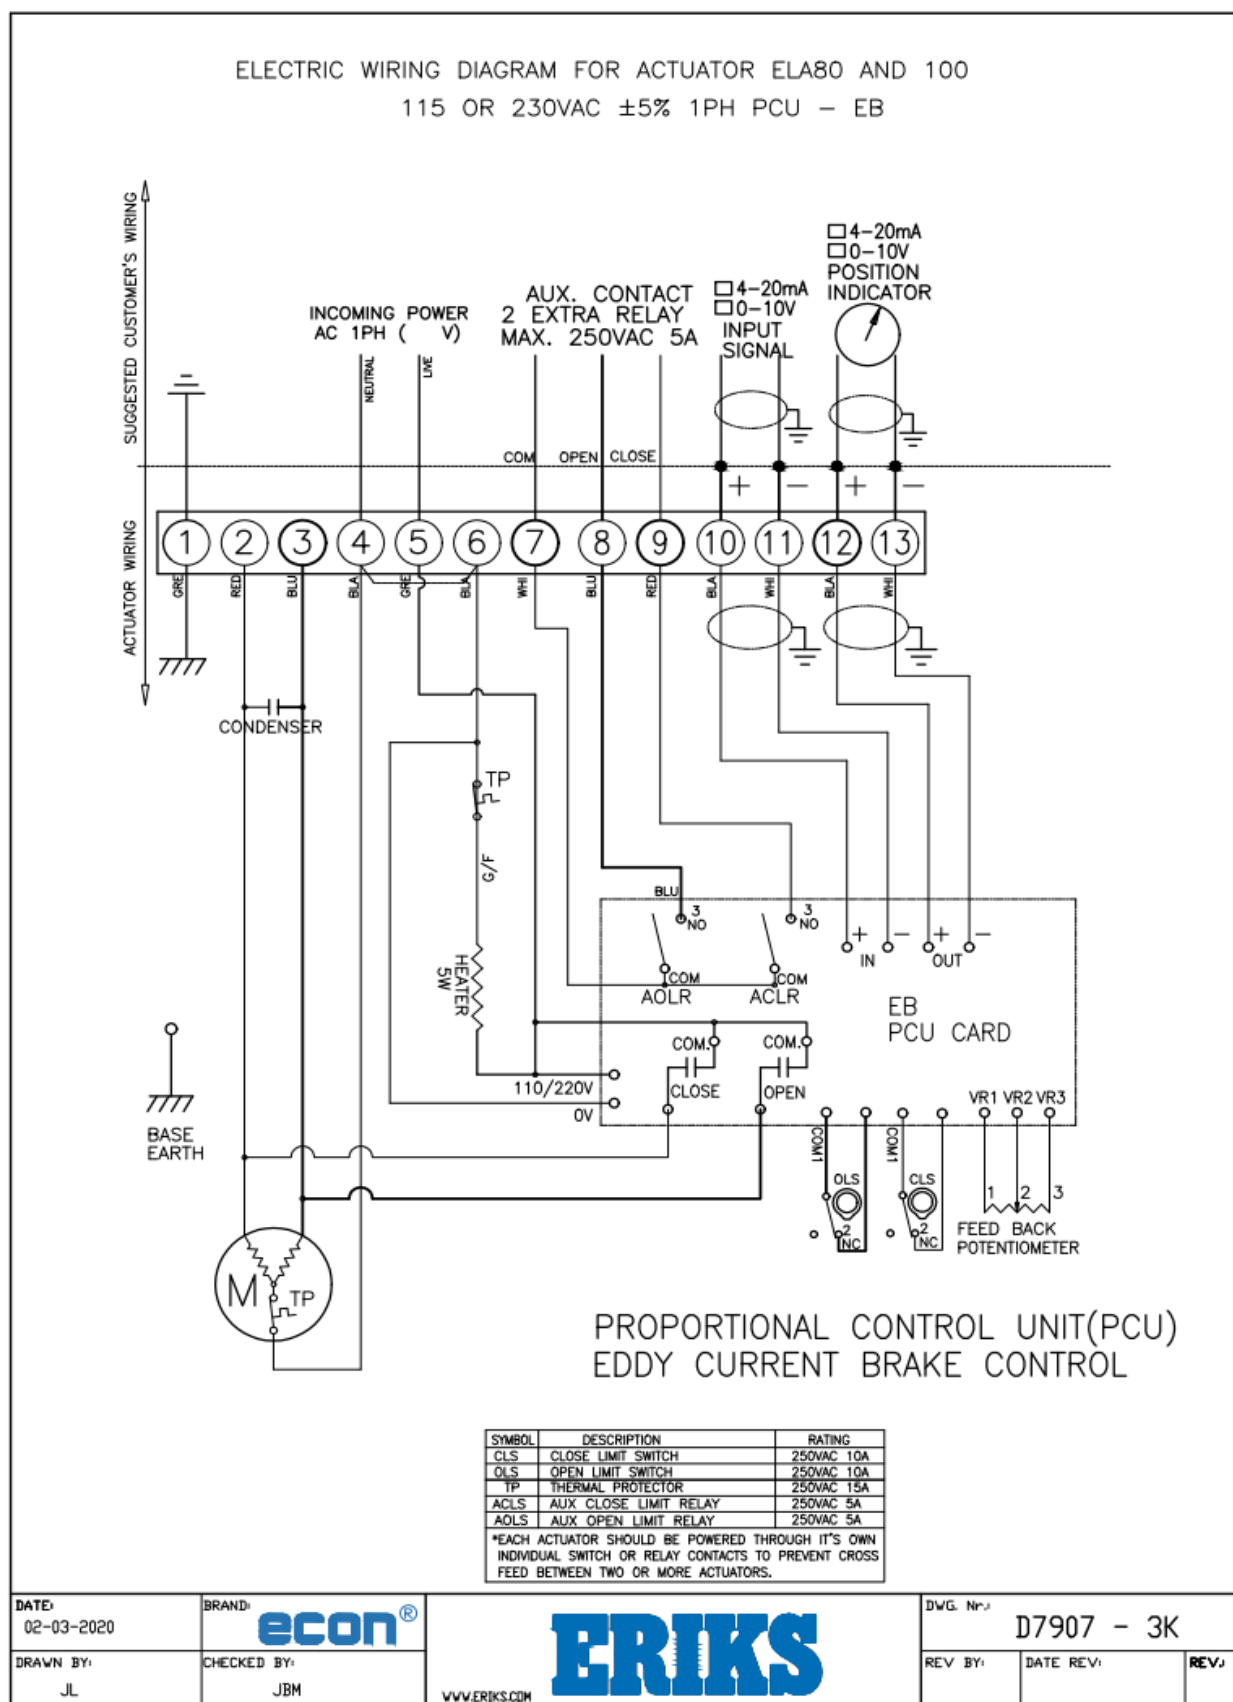 ELECTRIC WIRING DIAGRAM FOR ACTUATOR ELA80 AND 100
115 OR 230VAC ±5% 1PH PCU – EB
SUGGESTED CUSTOMER'S WIRING
ACTUATOR WIRING
INCOMING POWER
AC 1PH ( V)
NEUTRAL
LIVE
AUX. CONTACT
2 EXTRA RELAY
MAX. 250VAC 5A
COM OPEN CLOSE
4–20mA
0–10V
INPUT
SIGNAL
4–20mA
0–10V
POSITION
INDICATOR
+ – + –
1 2 3 4 5 6 7 8 9 10 11 12 13
GRE RED BLU BLA GRE BLA WHI BLU RED BLA WHI BLA WHI
CONDENSER
TP
G/F
HEATER
5W
BLU
3
NO
3
NO
COM
COM
AOLR
ACLR
+ – + –
IN
OUT
EB
PCU CARD
COM.
COM.
110/220V
CLOSE
OPEN
0V
VR1 VR2 VR3
COM1
COM1
OLS
CLS
2
NC
2
NC
1 2 3
FEED BACK
POTENTIOMETER
BASE
EARTH
M
TP
PROPORTIONAL CONTROL UNIT(PCU)
EDDY CURRENT BRAKE CONTROL
SYMBOL DESCRIPTION RATING
CLS CLOSE LIMIT SWITCH 250VAC 10A
OLS OPEN LIMIT SWITCH 250VAC 10A
TP THERMAL PROTECTOR 250VAC 15A
ACLS AUX CLOSE LIMIT RELAY 250VAC 5A
AOLS AUX OPEN LIMIT RELAY 250VAC 5A
*EACH ACTUATOR SHOULD BE POWERED THROUGH IT'S OWN
INDIVIDUAL SWITCH OR RELAY CONTACTS TO PREVENT CROSS
FEED BETWEEN TWO OR MORE ACTUATORS.
DATE:
02-03-2020
BRAND:
econ®
DRAWN BY:
JL
CHECKED BY:
JBM
WWW.ERIKS.COM
ERIKS
DWG. Nr.:
D7907 – 3K
REV BY:
DATE REV:
REV.: